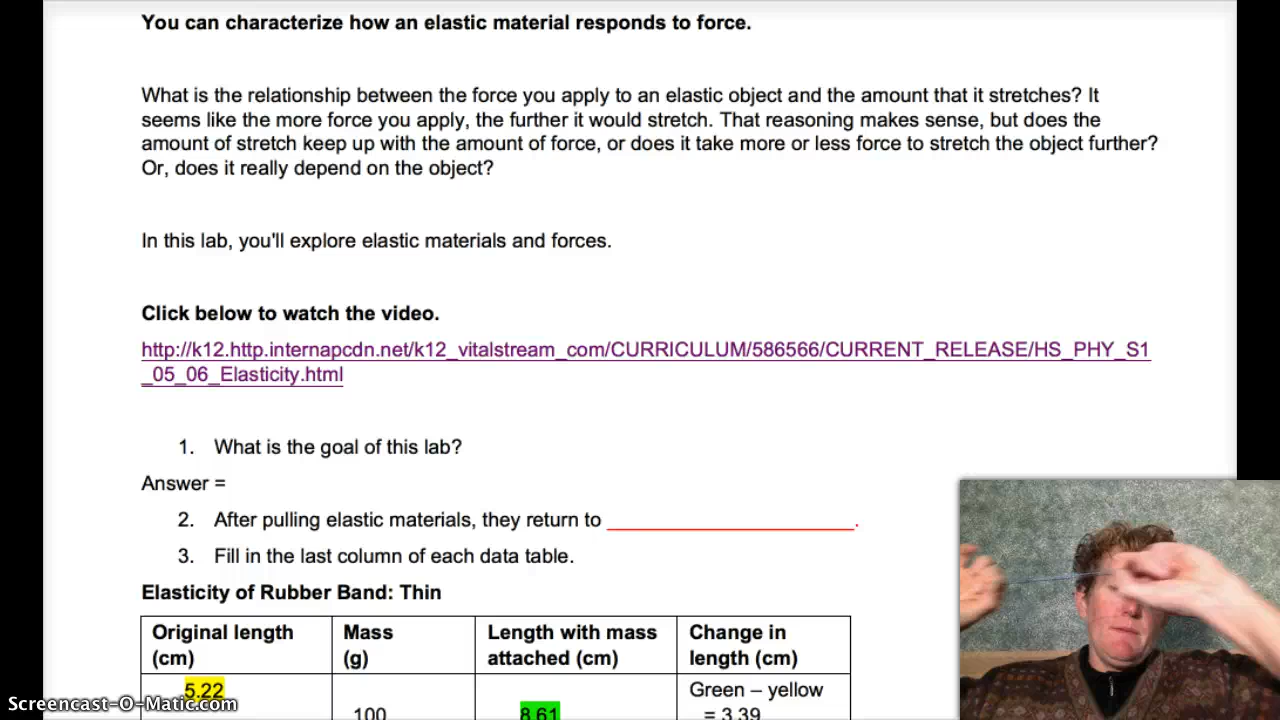 You can characterize how an elastic material responds to force.
What is the relationship between the force you apply to an elastic object and the amount that it stretches? It
seems like the more force you apply, the further it would stretch. That reasoning makes sense, but does the
amount of stretch keep up with the amount of force, or does it take more or less force to stretch the object further?
Or, does it really depend on the object?
In this lab, you'll explore elastic materials and forces.
Click below to watch the video.
http://k12.http.internapcdn.net/k12_vitalstream_com/CURRICULUM/586566/CURRENT_RELEASE/HS_PHY_S1
_05_06_Elasticity.html
1. What is the goal of this lab?
Answer =
2. After pulling elastic materials, they return to ______________________.
3. Fill in the last column of each data table.
Elasticity of Rubber Band: Thin
Original length (cm)
Mass (g)
Length with mass attached (cm)
Change in length (cm)
5.22
100
8.61
Green – yellow
= 3.39
Screencast-O-Matic.com